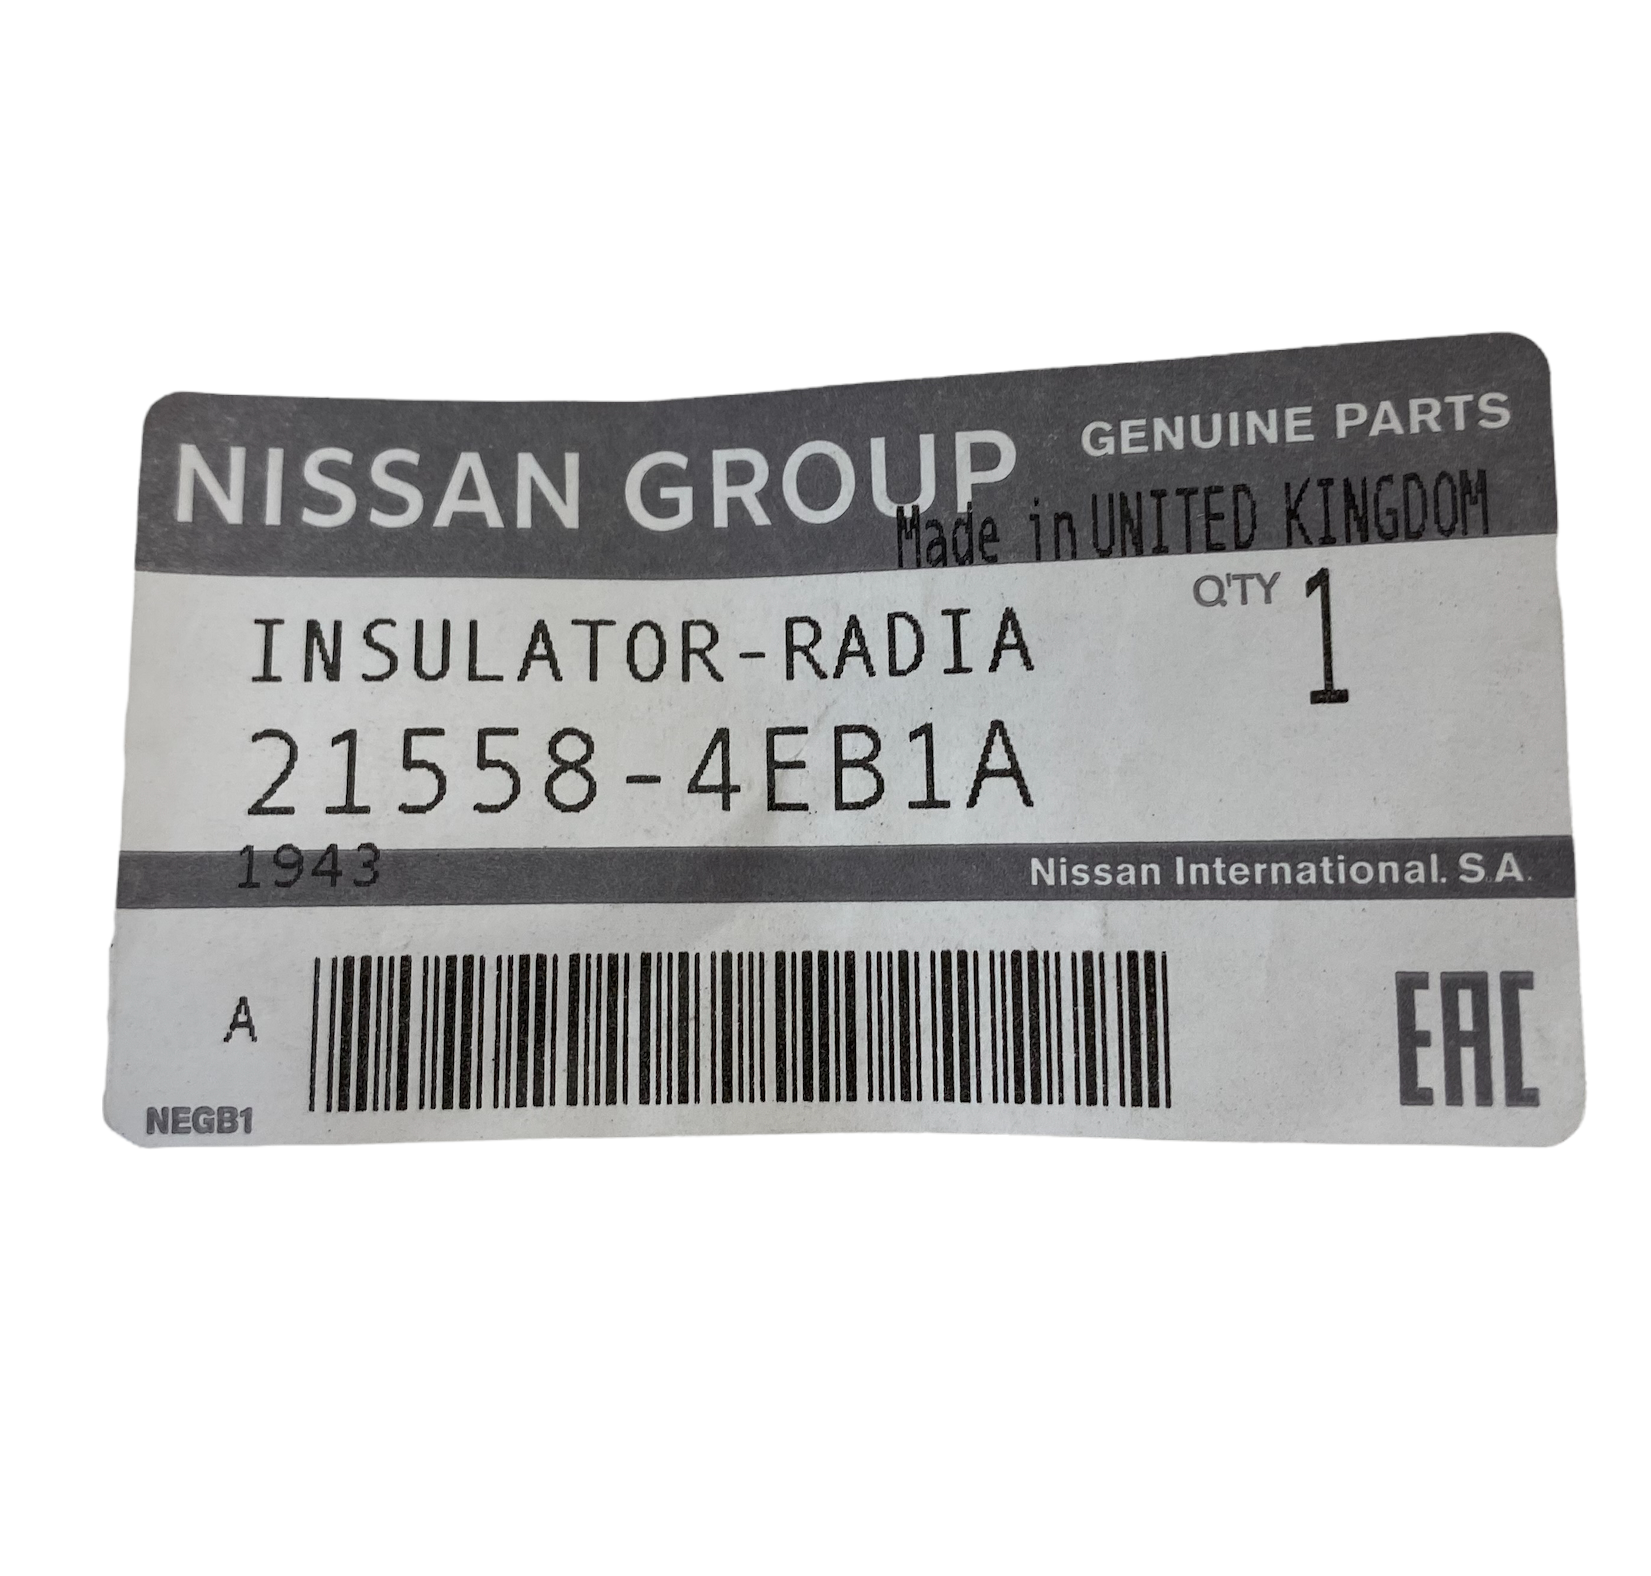 NISSAN GROUP
GENUINE PARTS
Made in UNITED KINGDOM
Q'TY 1
INSULATOR-RADIA
21558-4EB1A
1943
Nissan International. S.A.
A
EAC
NEGB1